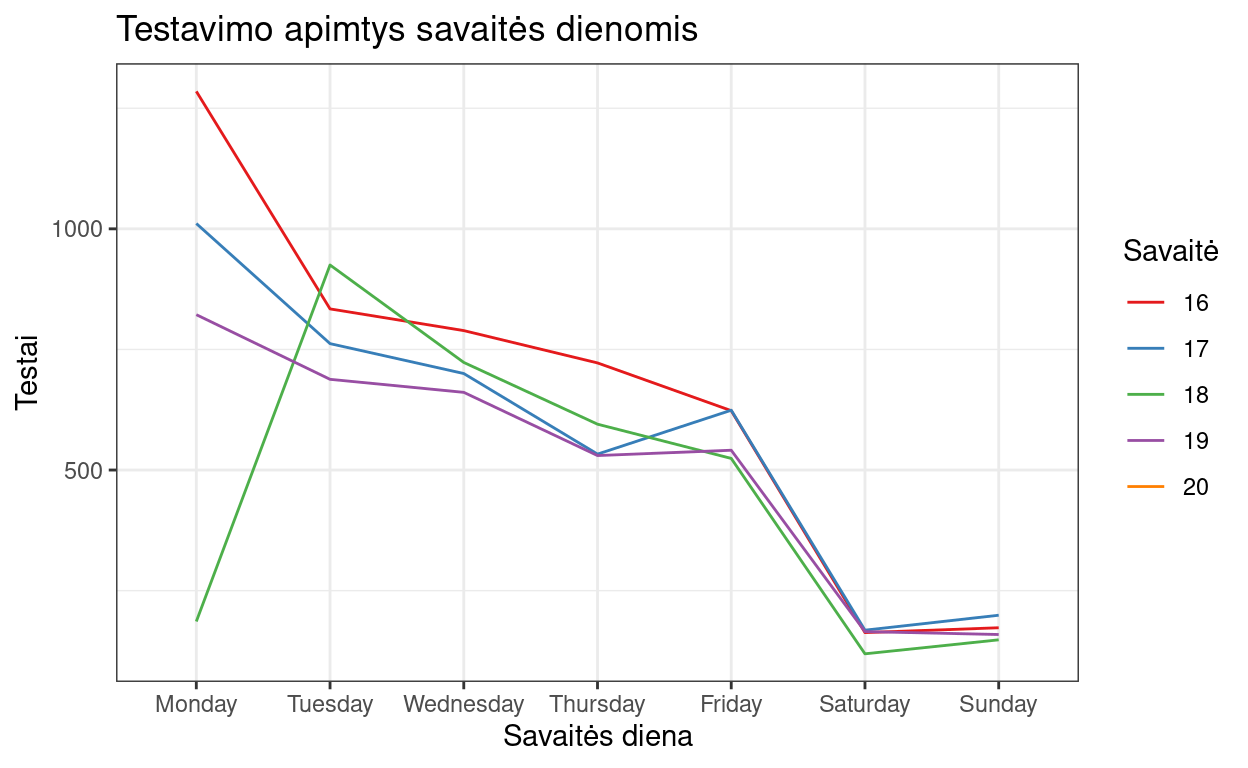 Testavimo apimtys savaitės dienomis
Testai
1000
500
Monday Tuesday Wednesday Thursday Friday Saturday Sunday
Savaitės diena
Savaitė
16
17
18
19
20